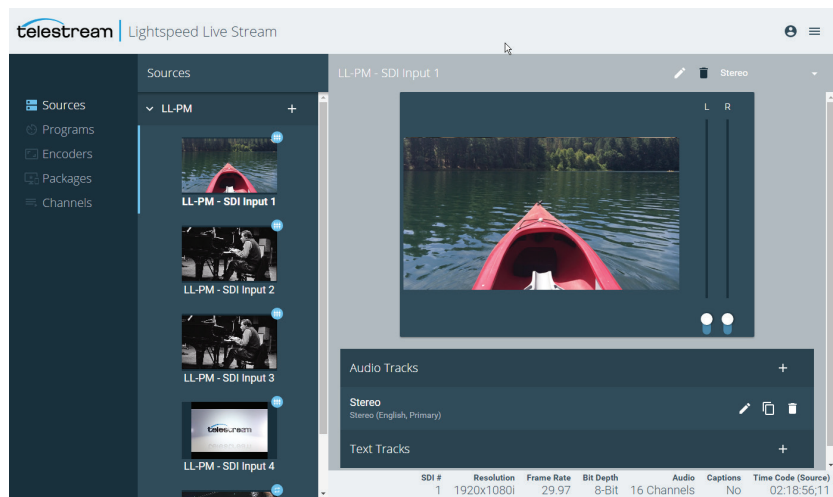 telestream | Lightspeed Live Stream
Sources
LL-PM - SDI Input 1
Stereo
Sources
Programs
Encoders
Packages
Channels
LL-PM
+
LL-PM - SDI Input 1
LL-PM - SDI Input 2
LL-PM - SDI Input 3
telestream
LL-PM - SDI Input 4
L R
Audio Tracks +
Stereo
Stereo (English, Primary)
Text Tracks +
SDI # Resolution Frame Rate Bit Depth Audio Captions Time Code (Source)
1 1920x1080i 29.97 8-Bit 16 Channels No 02:18:56;11